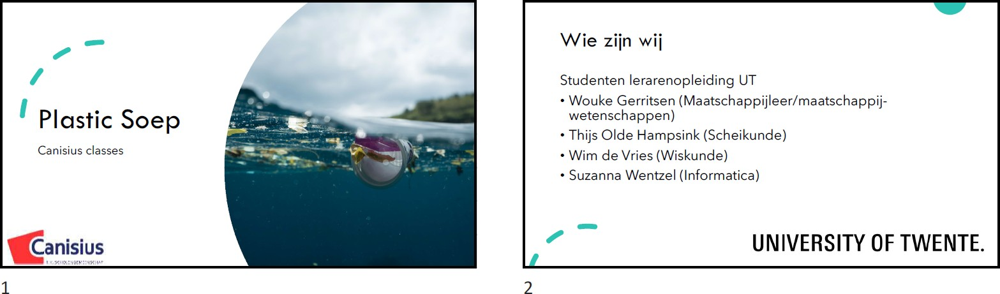 Plastic Soep
Canisius classes
Canisius
R.K. SCHOLENGEMEENSCHAP
1
Wie zijn wij
Studenten lerarenopleiding UT
• Wouke Gerritsen (Maatschappijleer/maatschappij-
wetenschappen)
• Thijs Olde Hampsink (Scheikunde)
• Wim de Vries (Wiskunde)
• Suzanna Wentzel (Informatica)
UNIVERSITY OF TWENTE.
2